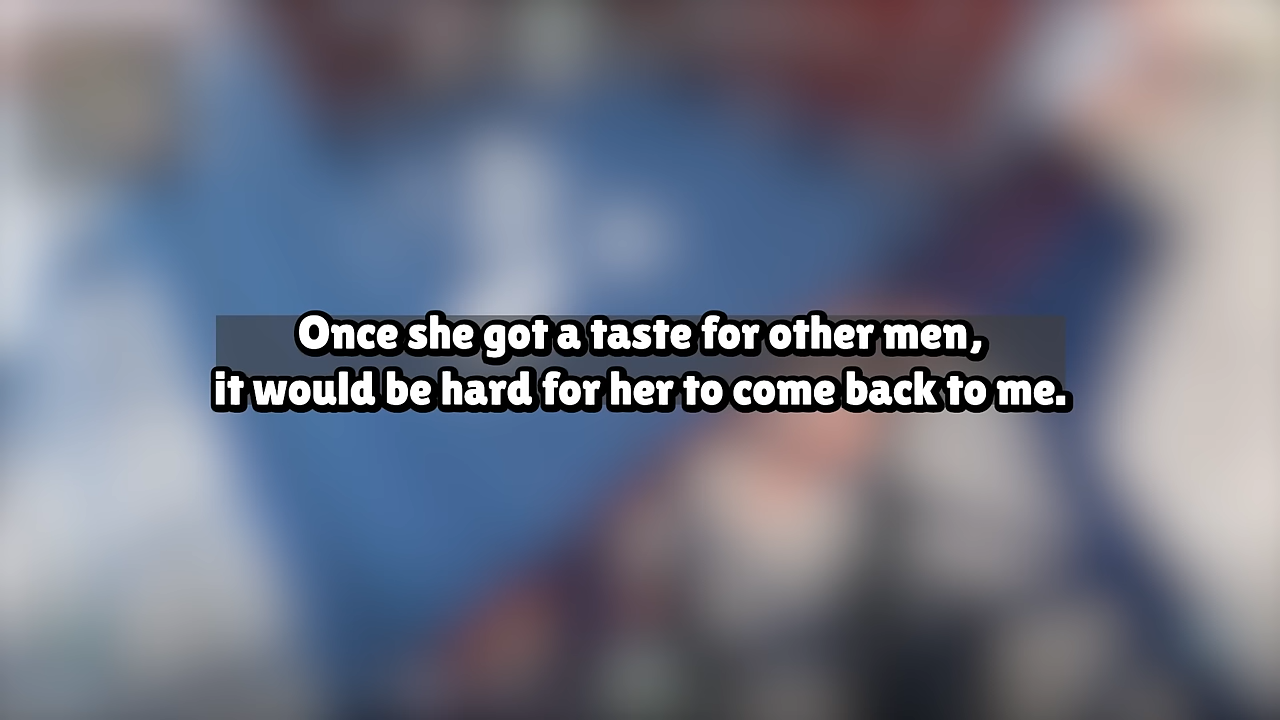 Once she got a taste for other men,
it would be hard for her to come back to me.